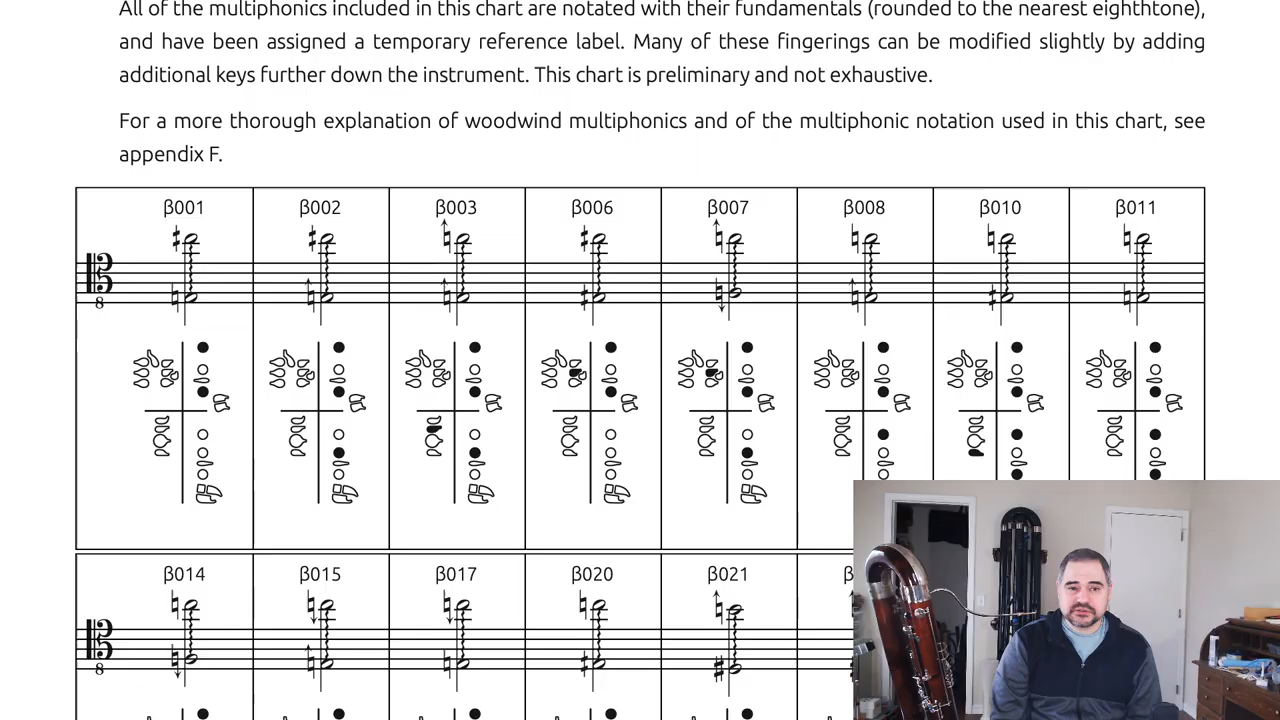 All of the multiphonics included in this chart are notated with their fundamentals (rounded to the nearest eighthtone),
and have been assigned a temporary reference label. Many of these fingerings can be modified slightly by adding
additional keys further down the instrument. This chart is preliminary and not exhaustive.
For a more thorough explanation of woodwind multiphonics and of the multiphonic notation used in this chart, see
appendix F.
β001 β002 β003 β006 β007 β008 β010 β011
8
β014 β015 β017 β020 β021 β
8